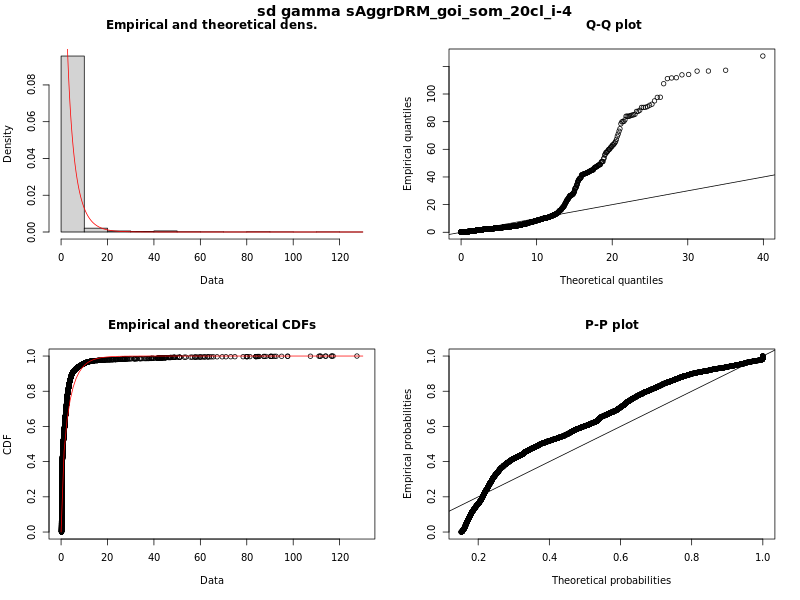 sd gamma sAggrDRM_goi_som_20cl_i-4
Empirical and theoretical dens.
Density
0.00 0.02 0.04 0.06 0.08
0 20 40 60 80 100 120
Data
Q-Q plot
Empirical quantiles
0 20 40 60 80 100
0 10 20 30 40
Theoretical quantiles
Empirical and theoretical CDFs
CDF
0.0 0.2 0.4 0.6 0.8 1.0
0 20 40 60 80 100 120
Data
P-P plot
Empirical probabilities
0.0 0.2 0.4 0.6 0.8 1.0
0.2 0.4 0.6 0.8 1.0
Theoretical probabilities